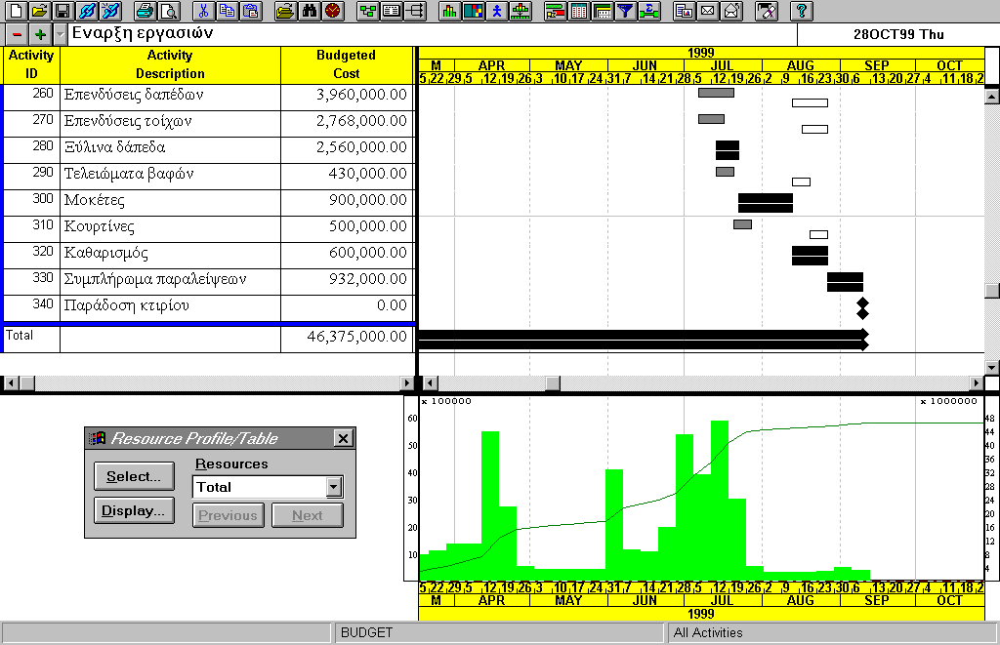 Εναρξη εργασιών
28OCT99 Thu
Activity ID Activity Description Budgeted Cost
1999
M APR MAY JUN JUL AUG SEP OCT
5,22,29,5 ,12,19,26,3 ,10,17,24,31,7 ,14,21,28,5 ,12,19,26,2 ,9 ,16,23,30,6 ,13,20,27,4 ,11,18,2
260 Επενδύσεις δαπέδων 3,960,000.00
270 Επενδύσεις τοίχων 2,768,000.00
280 Ξύλινα δάπεδα 2,560,000.00
290 Τελειώματα βαφών 430,000.00
300 Μοκέτες 900,000.00
310 Κουρτίνες 500,000.00
320 Καθαρισμός 600,000.00
330 Συμπλήρωμα παραλείψεων 932,000.00
340 Παράδοση κτιρίου 0.00
Total 46,375,000.00
x 100000 x 1000000
60
50
40
30
20
10
48
44
40
36
32
28
24
20
16
12
8
4
Resource Profile/Table
Select...
Display...
Resources
Total
Previous Next
5,22,29,5 ,12,19,26,3 ,10,17,24,31,7 ,14,21,28,5 ,12,19,26,2 ,9 ,16,23,30,6 ,13,20,27,4 ,11,18,2
M APR MAY JUN JUL AUG SEP OCT
1999
BUDGET All Activities